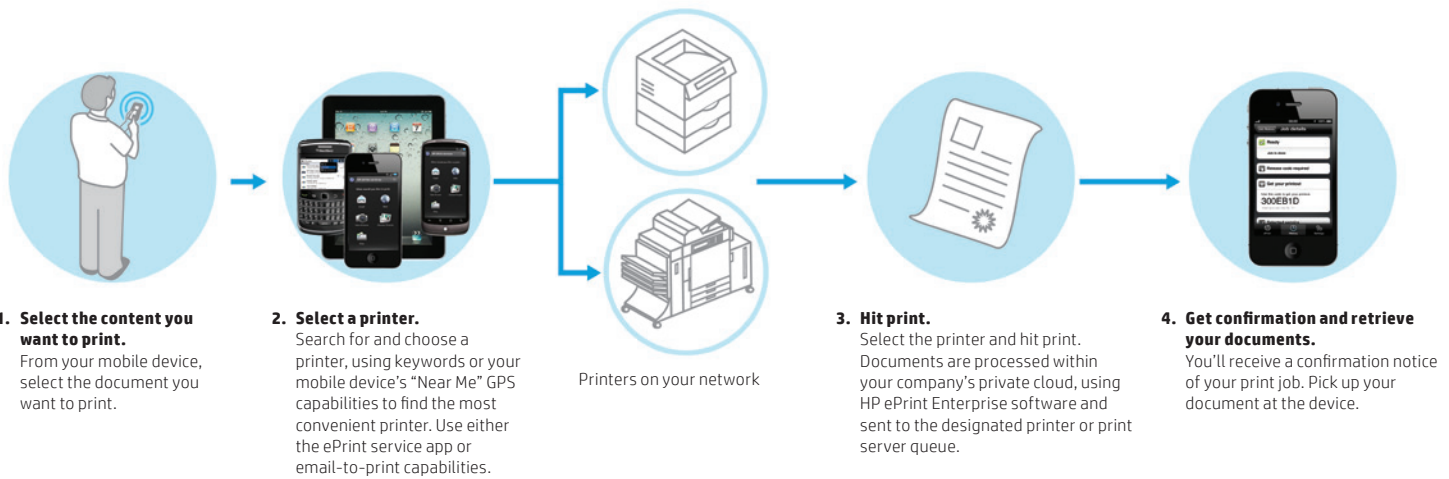 1. Select the content you
want to print.
From your mobile device,
select the document you
want to print.
2. Select a printer.
Search for and choose a
printer, using keywords or your
mobile device's “Near Me” GPS
capabilities to find the most
convenient printer. Use either
the ePrint service app or
email-to-print capabilities.
Printers on your network
3. Hit print.
Select the printer and hit print.
Documents are processed within
your company's private cloud, using
HP ePrint Enterprise software and
sent to the designated printer or print
server queue.
Job details
Ready
Release code required
Get your printout
300EB1D
4. Get confirmation and retrieve
your documents.
You'll receive a confirmation notice
of your print job. Pick up your
document at the device.